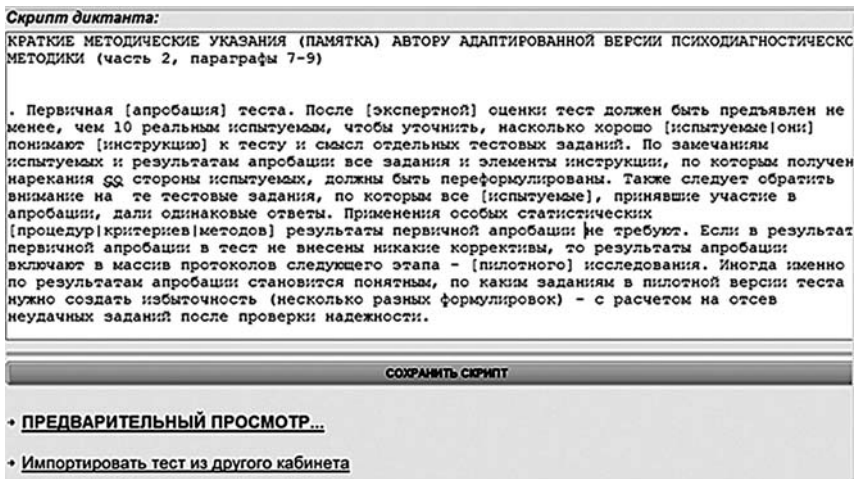 Скрипт диктанта:
КРАТКИЕ МЕТОДИЧЕСКИЕ УКАЗАНИЯ (ПАМЯТКА) АВТОРУ АДАПТИРОВАННОЙ ВЕРСИИ ПСИХОДИАГНОСТИЧЕСКО
МЕТОДИКИ (часть 2, параграфы 7-9)
. Первичная [апробация] теста. После [экспертной] оценки тест должен быть предъявлен не
менее, чем 10 реальным испытуемым, чтобы уточнить, насколько хорошо [испытуемые|они]
понимают [инструкцию] к тесту и смысл отдельных тестовых заданий. По замечаниям
испытуемых и результатам апробации все задания и элементы инструкции, по которым получен
нарекания со стороны испытуемых, должны быть переформулированы. Также следует обратить
внимание на те тестовые задания, по которым все [испытуемые], принявшие участие в
апробации, дали одинаковые ответы. Применения особых статистических
[процедур|критериев|методов] результаты первичной апробации не требуют. Если в результат
первичной апробации в тест не внесены никакие коррективы, то результаты апробации
включают в массив протоколов следующего этапа - [пилотного] исследования. Иногда именно
по результатам апробации становится понятным, по каким заданиям в пилотной версии теста
нужно создать избыточность (несколько разных формулировок) - с расчетом на отсев
неудачных заданий после проверки надежности.
СОХРАНИТЬ СКРИПТ
ПРЕДВАРИТЕЛЬНЫЙ ПРОСМОТР...
Импортировать тест из другого кабинета